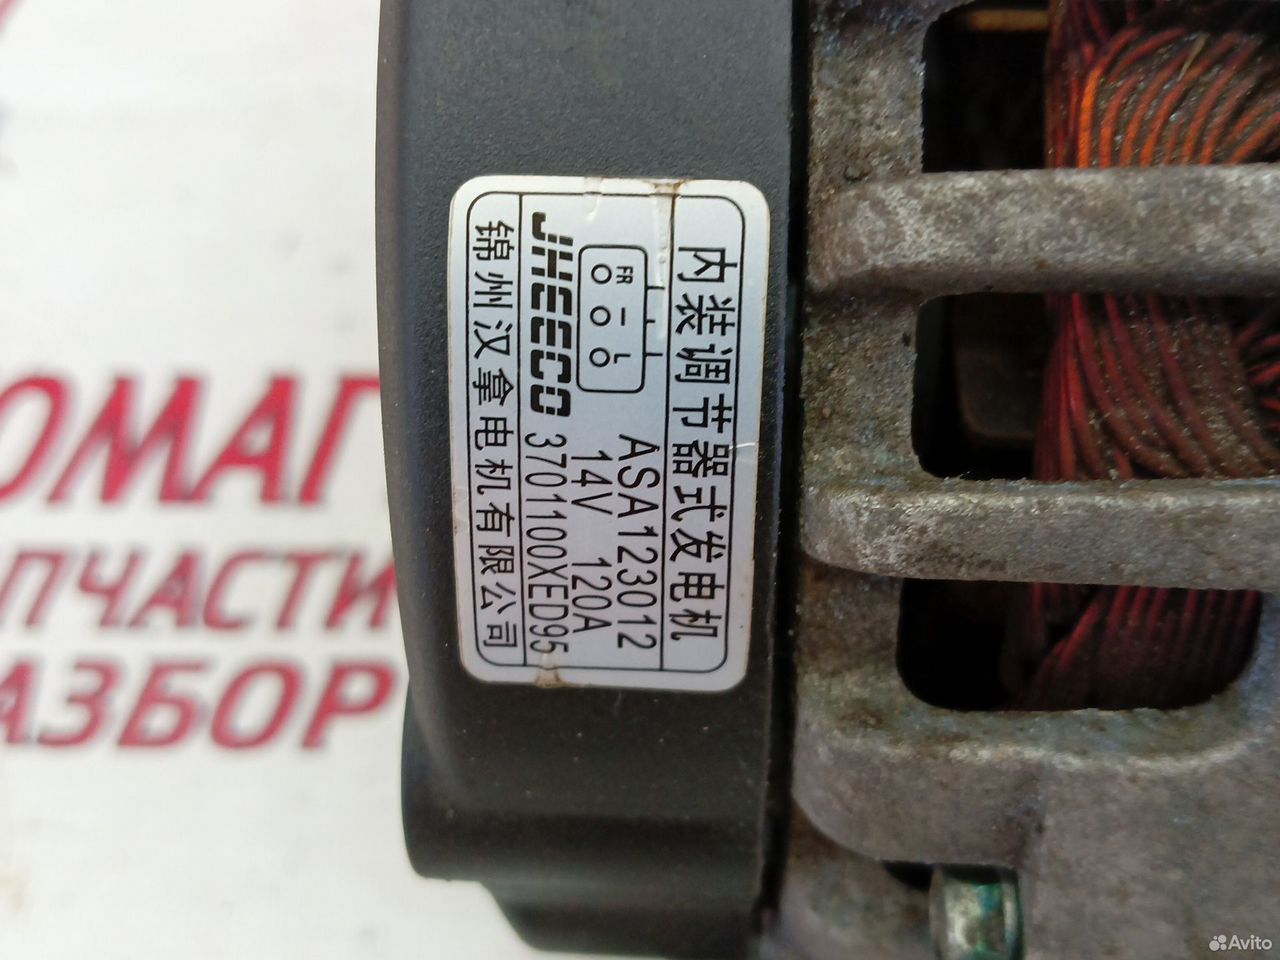 内装调节器式发电机
ASA123012
14V 120A
FR - L
JHEECO 3701100XED95
锦州汉拿电机有限公司
ОМАГ
ПЧАСТИ
АЗБОР
Avito